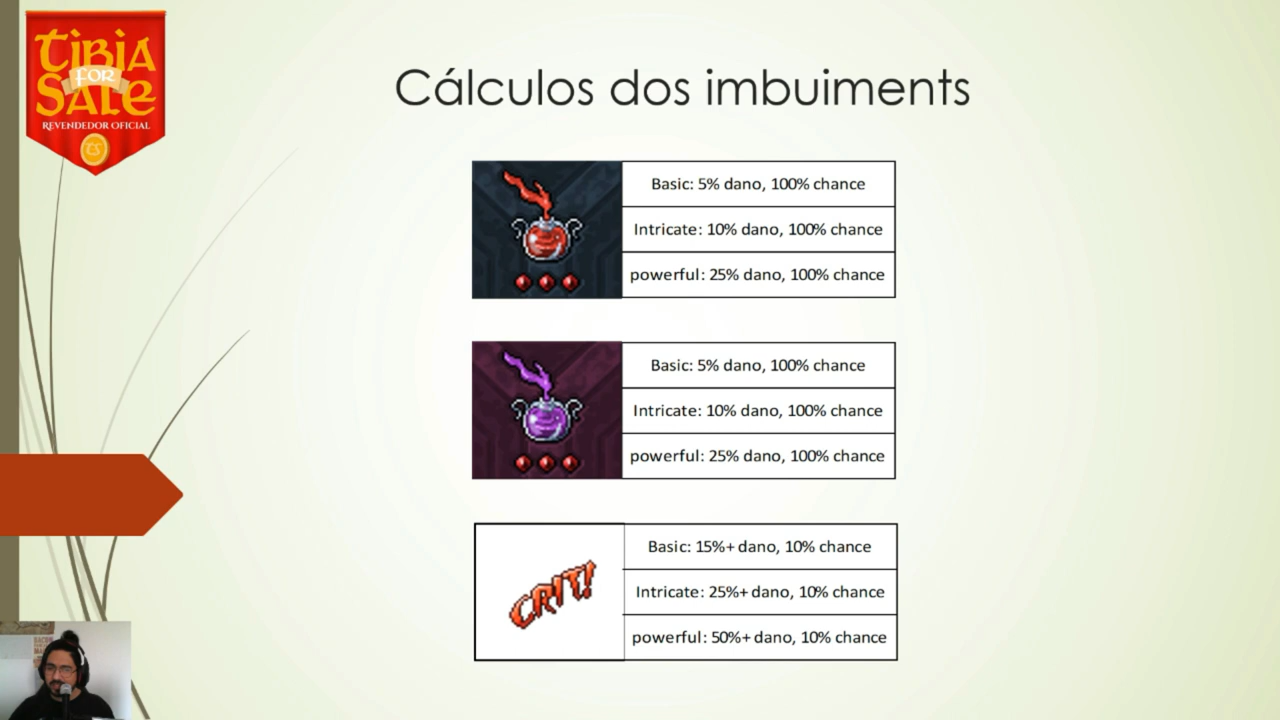 TIBIA
FOR
SALE
REVENDEDOR OFICIAL
TS
Cálculos dos imbuiments
Basic: 5% dano, 100% chance
Intricate: 10% dano, 100% chance
powerful: 25% dano, 100% chance
Basic: 5% dano, 100% chance
Intricate: 10% dano, 100% chance
powerful: 25% dano, 100% chance
CRIT!
Basic: 15%+ dano, 10% chance
Intricate: 25%+ dano, 10% chance
powerful: 50%+ dano, 10% chance